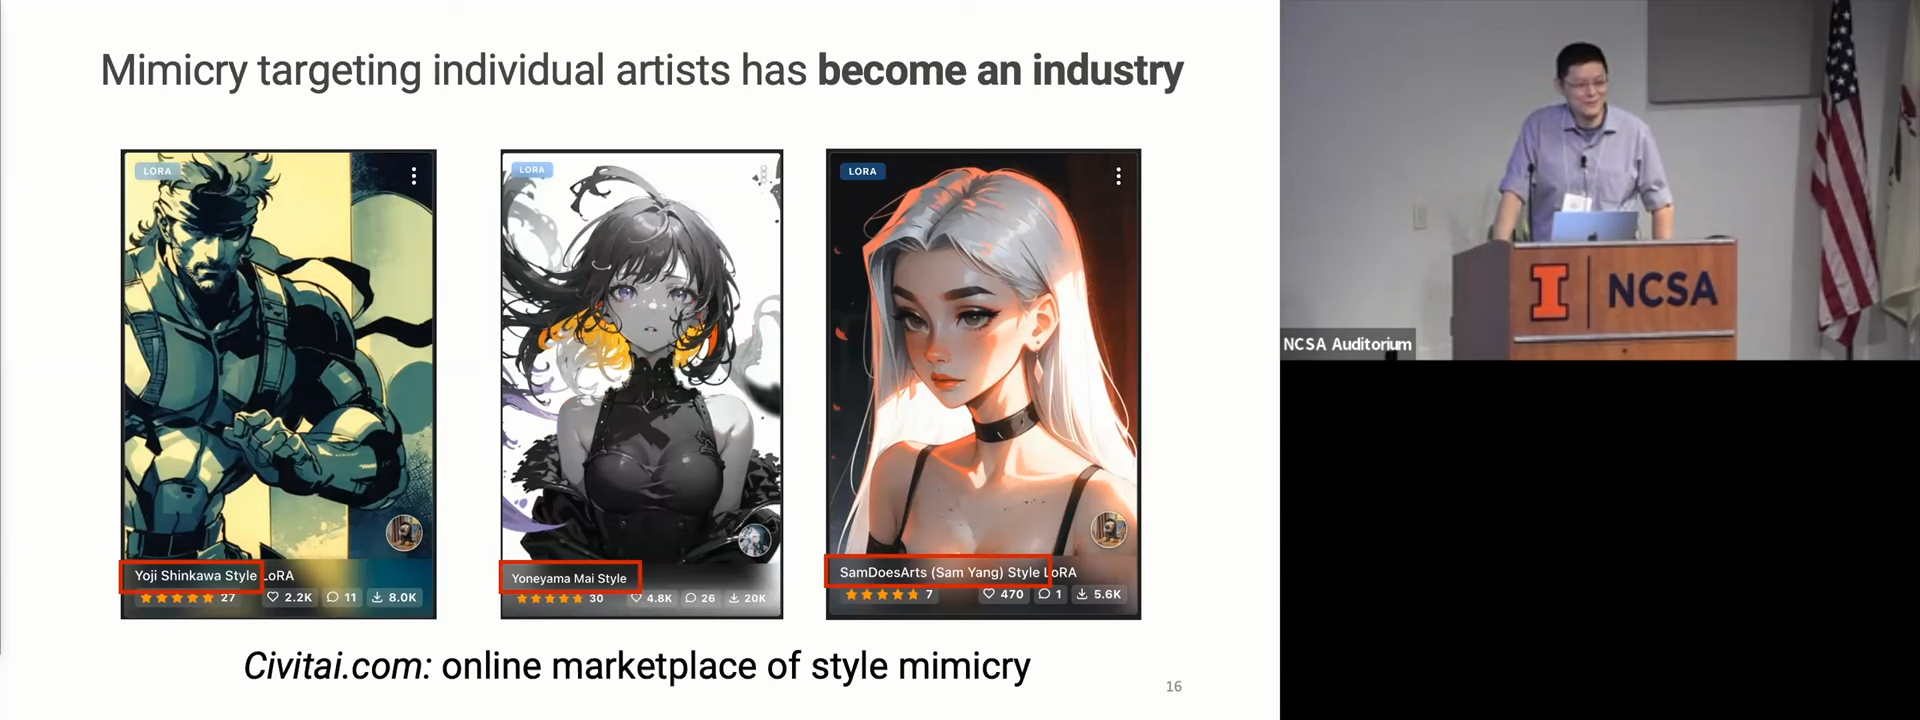 Mimicry targeting individual artists has become an industry
LORA
Yoji Shinkawa Style LoRA
27 2.2K 11 8.0K
LORA
Yoneyama Mai Style
30 4.8K 26 20K
LORA
SamDoesArts (Sam Yang) Style LoRA
7 470 1 5.6K
Civitai.com: online marketplace of style mimicry
16
I NCSA
NCSA Auditorium